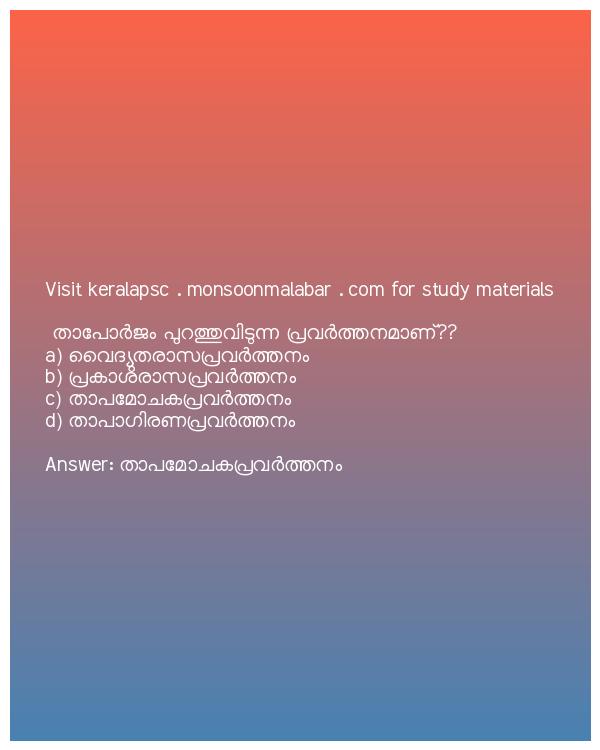 Visit keralapsc . monsoonmalabar . com for study materials
താപോർജം പുറത്തുവിടുന്ന പ്രവർത്തനമാണ്??
a) വൈദ്യുതരാസപ്രവർത്തനം
b) പ്രകാശരാസപ്രവർത്തനം
c) താപമോചകപ്രവർത്തനം
d) താപാഗിരണപ്രവർത്തനം
Answer: താപമോചകപ്രവർത്തനം